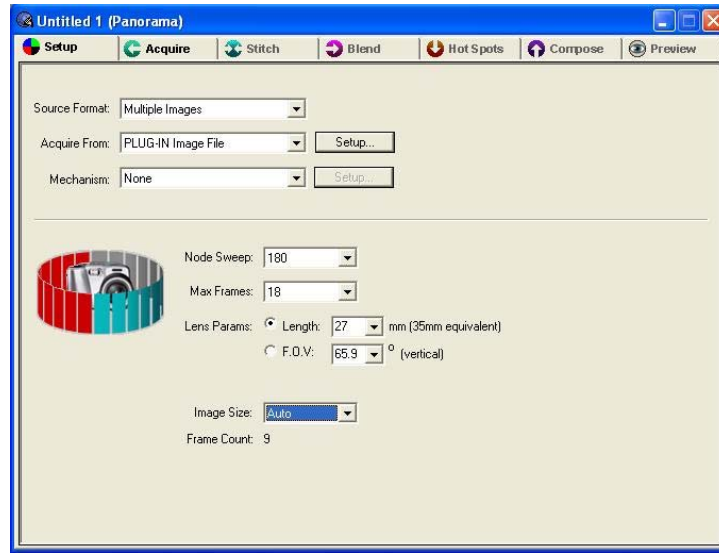 Untitled 1 (Panorama)
Setup Acquire Stitch Blend Hot Spots Compose Preview
Source Format: Multiple Images
Acquire From: PLUG-IN Image File Setup...
Mechanism: None Setup...
Node Sweep: 180
Max Frames: 18
Lens Params: Length: 27 mm (35mm equivalent)
F.O.V: 65.9 ° (vertical)
Image Size: Auto
Frame Count: 9